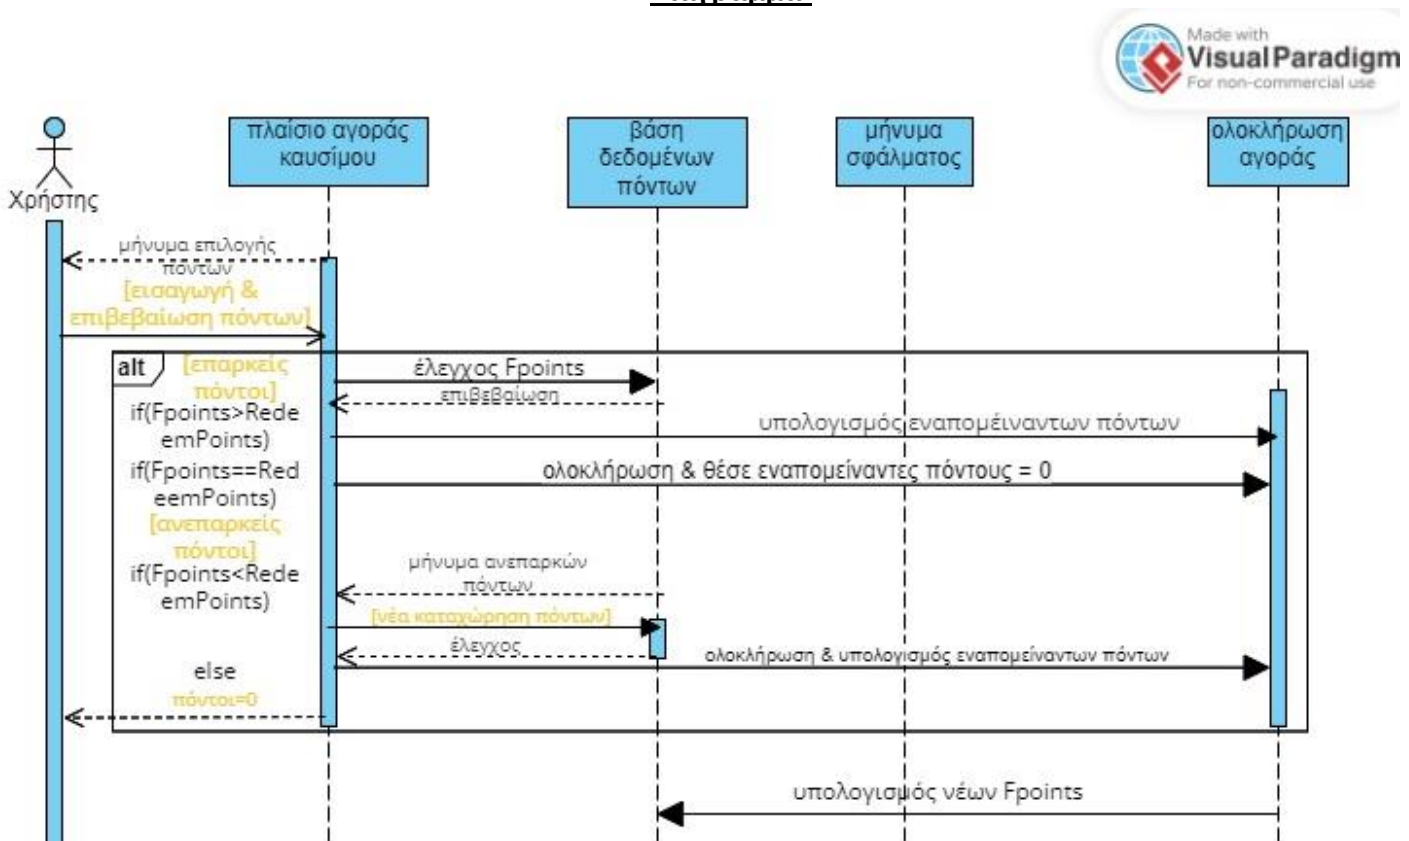 Made with
Visual Paradigm
For non-commercial use
Χρήστης
πλαίσιο αγοράς
καυσίμου
βάση
δεδομένων
πόντων
μήνυμα
σφάλματος
ολοκλήρωση
αγοράς
μήνυμα επιλογής
πόντων
[εισαγωγή &
επιβεβαίωση πόντων]
alt
[επαρκείς
πόντοι]
έλεγχος Fpoints
επιβεβαίωση
if(Fpoints>Rede
emPoints)
υπολογισμός εναπομέιναντων πόντων
if(Fpoints==Red
eemPoints)
ολοκλήρωση & θέσε εναπομείναντες πόντους = 0
[ανεπαρκείς
πόντοι]
if(Fpoints<Rede
emPoints)
μήνυμα ανεπαρκών
πόντων
[νέα καταχώρηση πόντων]
έλεγχος
ολοκλήρωση & υπολογισμός εναπομείναντων πόντων
else
πόντοι=0
υπολογισμός νέων Fpoints